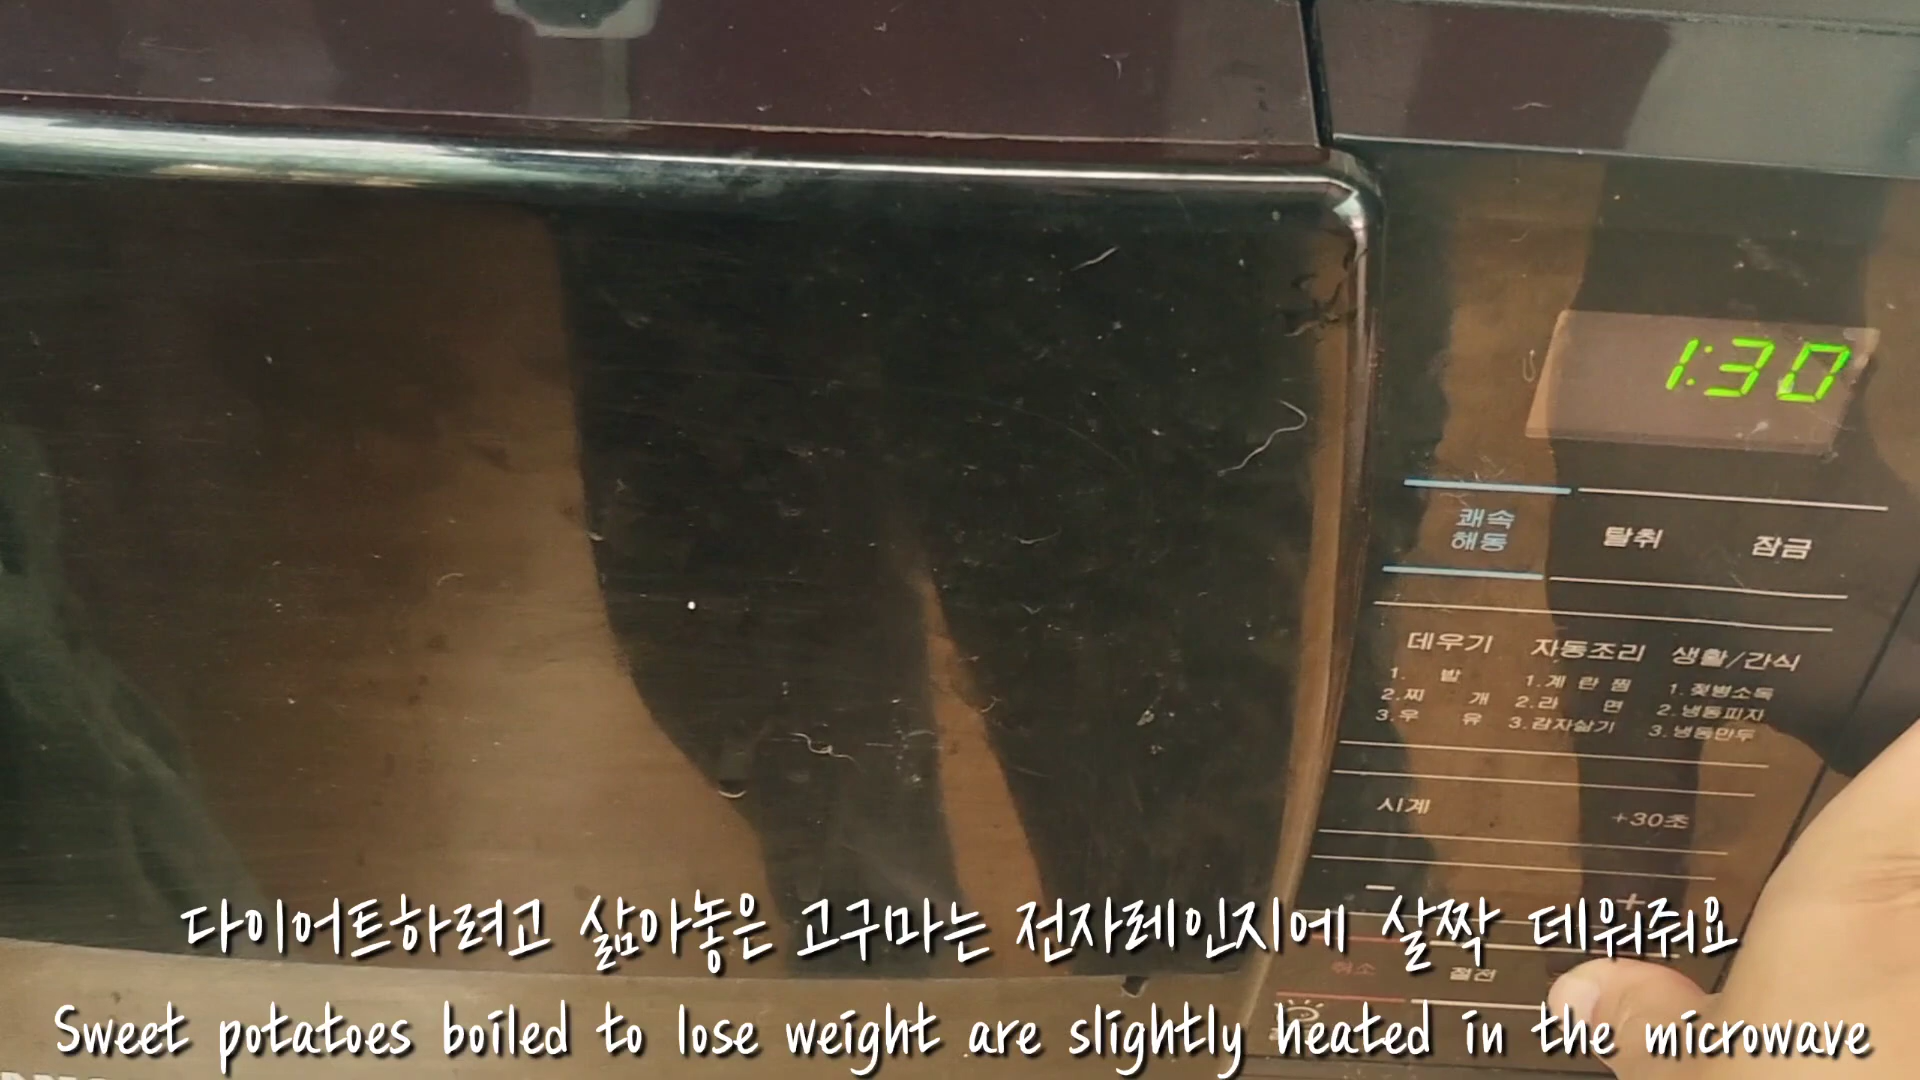 1:30
쾌속
해동
탈취
잠금
데우기 자동조리 생활/간식
1. 밥 1.계 란 찜 1.젖병소독
2.찌 개 2.라 면 2.냉동피자
3.우 유 3.감자삶기 3.냉동만두
시계 +30초
- +
취소 절전
다이어트하려고 삶아놓은 고구마는 전자레인지에 살짝 데워줘요
Sweet potatoes boiled to lose weight are slightly heated in the microwave